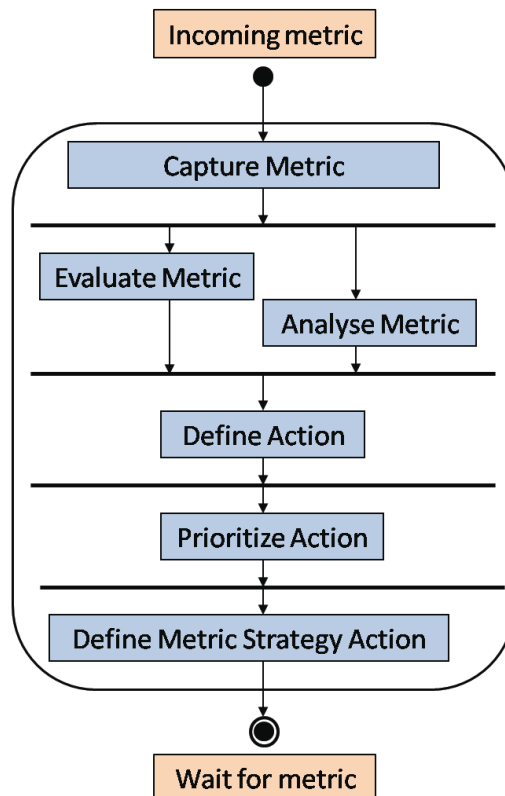 Incoming metric
Capture Metric
Evaluate Metric
Analyse Metric
Define Action
Prioritize Action
Define Metric Strategy Action
Wait for metric